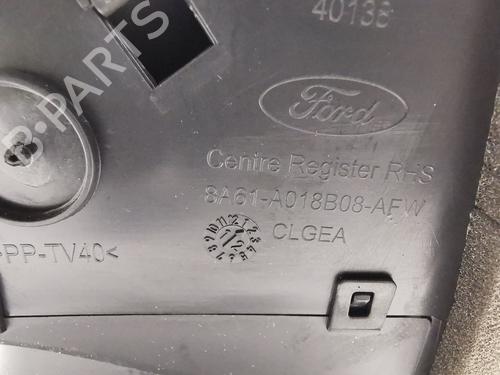 40136
Ford
Centre Register RHS
8A61-A018B08-AFW
CLGEA
>PP-TV40<
B-PARTS